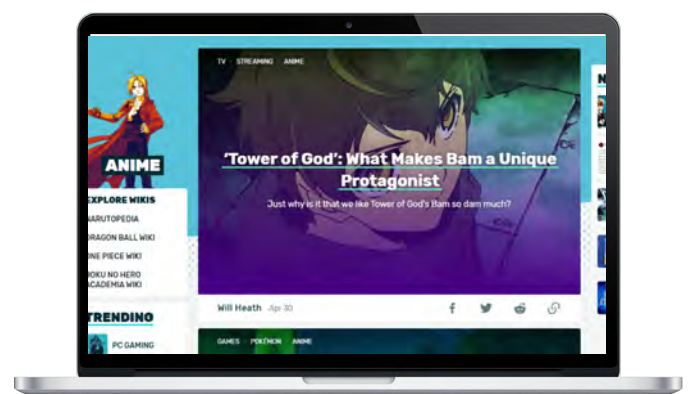 TV · STREAMING · ANIME
ANIME
'Tower of God': What Makes Bam a Unique
Protagonist
Just why is it that we like Tower of God's Bam so dam much?
EXPLORE WIKIS
NARUTOPEDIA
DRAGON BALL WIKI
ONE PIECE WIKI
BOKU NO HERO
ACADEMIA WIKI
Will Heath · Apr 30
TRENDING
PC GAMING
GAMES · POKÉMON · ANIME
N